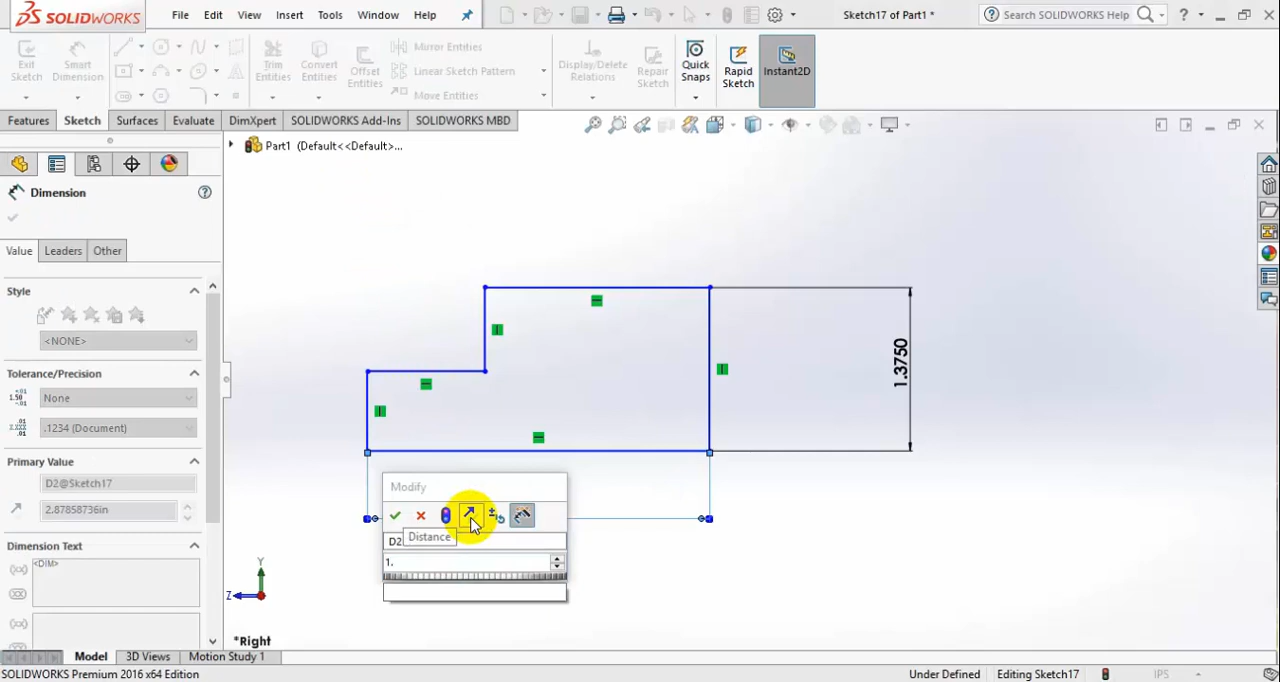 SOLIDWORKS File Edit View Insert Tools Window Help Sketch17 of Part1 * Search SOLIDWORKS Help ?
Exit Sketch
Smart Dimension
Trim Entities
Convert Entities
Offset Entities
Mirror Entities
Linear Sketch Pattern
Move Entities
Display/Delete Relations
Repair Sketch
Quick Snaps
Rapid Sketch
Instant2D
Features Sketch Surfaces Evaluate DimXpert SOLIDWORKS Add-Ins SOLIDWORKS MBD
Part1 (Default<<Default>...
Dimension ?
Value Leaders Other
Style
<NONE>
Tolerance/Precision
None
.1234 (Document)
Primary Value
D2@Sketch17
2.87858736in
Dimension Text
<DIM>
1.3750
Modify
Distance
D2
1.
Y
Z
*Right
Model 3D Views Motion Study 1
SOLIDWORKS Premium 2016 x64 Edition Under Defined Editing Sketch17 IPS